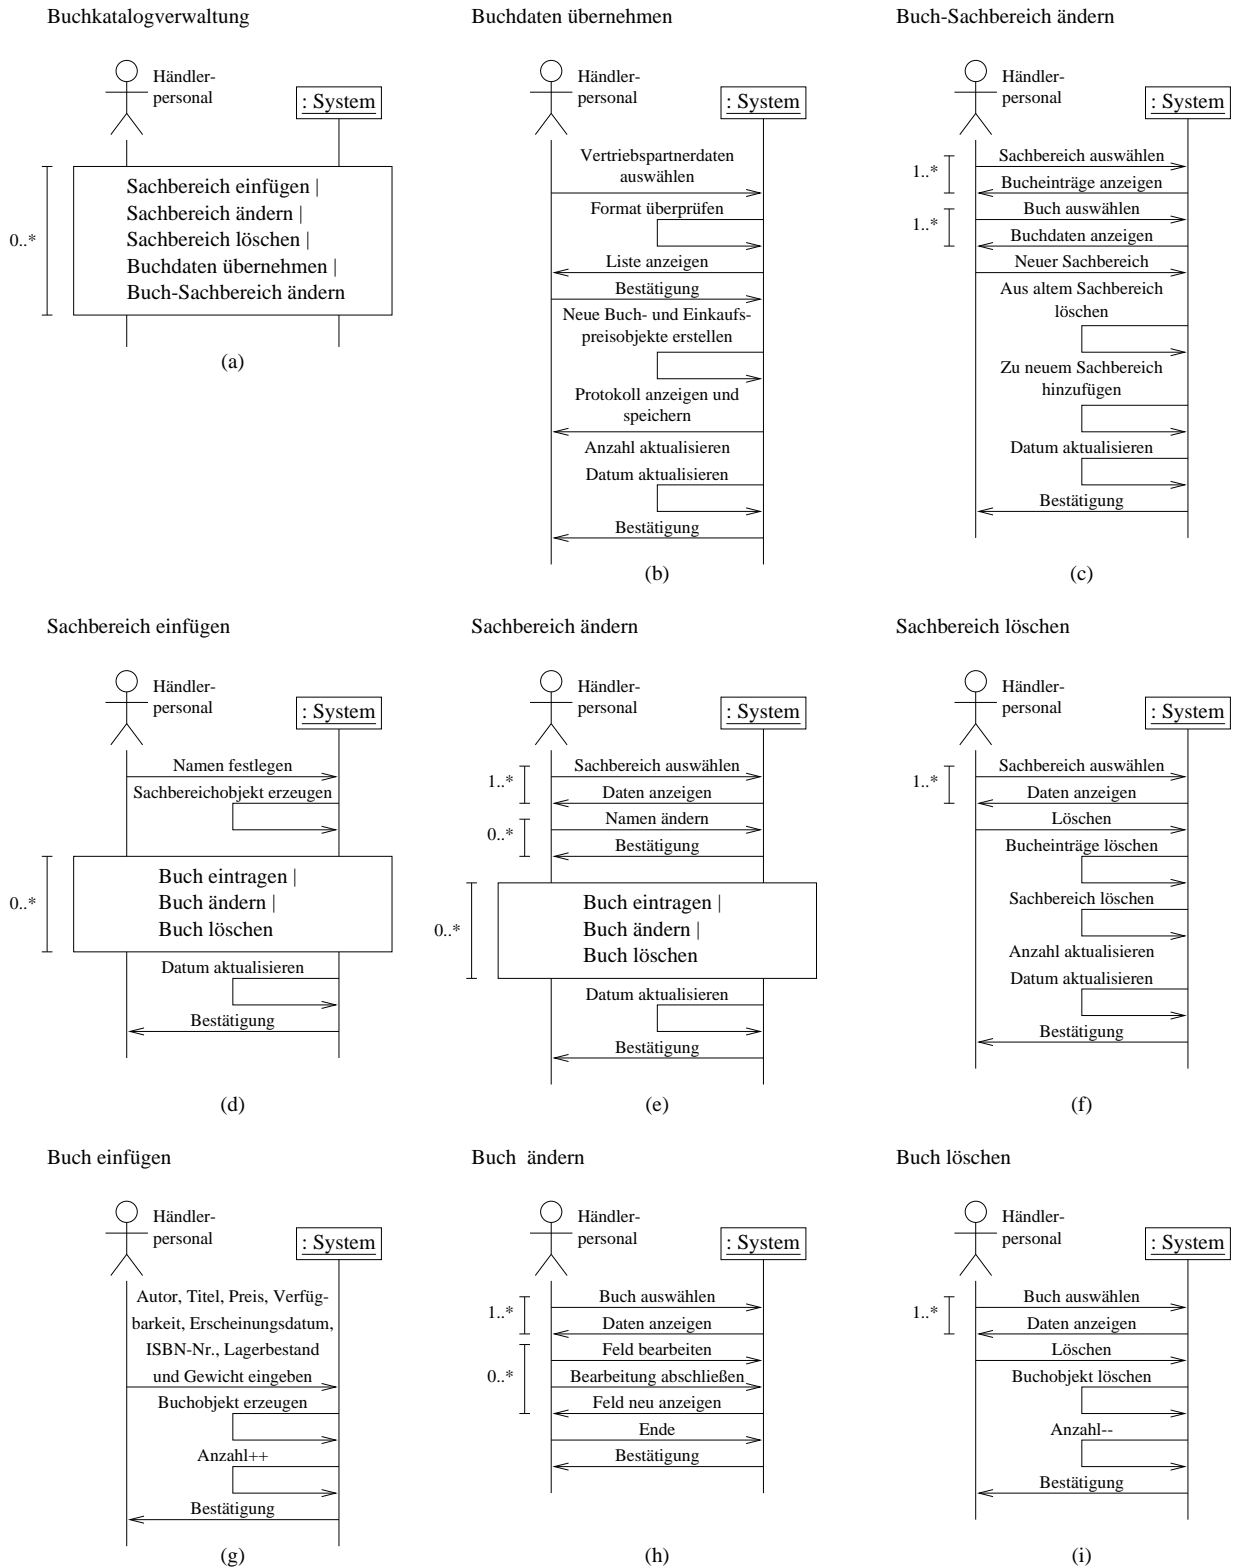 Buchkatalogverwaltung
Händler-
personal
: System
0..*
Sachbereich einfügen |
Sachbereich ändern |
Sachbereich löschen |
Buchdaten übernehmen |
Buch-Sachbereich ändern
(a)
Buchdaten übernehmen
Händler-
personal
: System
Vertriebspartnerdaten
auswählen
Format überprüfen
Liste anzeigen
Bestätigung
Neue Buch- und Einkaufs-
preisobjekte erstellen
Protokoll anzeigen und
speichern
Anzahl aktualisieren
Datum aktualisieren
Bestätigung
(b)
Buch-Sachbereich ändern
Händler-
personal
: System
1..*
Sachbereich auswählen
Bucheinträge anzeigen
1..*
Buch auswählen
Buchdaten anzeigen
Neuer Sachbereich
Aus altem Sachbereich
löschen
Zu neuem Sachbereich
hinzufügen
Datum aktualisieren
Bestätigung
(c)
Sachbereich einfügen
Händler-
personal
: System
Namen festlegen
Sachbereichobjekt erzeugen
0..*
Buch eintragen |
Buch ändern |
Buch löschen
Datum aktualisieren
Bestätigung
(d)
Sachbereich ändern
Händler-
personal
: System
1..*
Sachbereich auswählen
Daten anzeigen
0..*
Namen ändern
Bestätigung
0..*
Buch eintragen |
Buch ändern |
Buch löschen
Datum aktualisieren
Bestätigung
(e)
Sachbereich löschen
Händler-
personal
: System
1..*
Sachbereich auswählen
Daten anzeigen
Löschen
Bucheinträge löschen
Sachbereich löschen
Anzahl aktualisieren
Datum aktualisieren
Bestätigung
(f)
Buch einfügen
Händler-
personal
: System
Autor, Titel, Preis, Verfüg-
barkeit, Erscheinungsdatum,
ISBN-Nr., Lagerbestand
und Gewicht eingeben
Buchobjekt erzeugen
Anzahl++
Bestätigung
(g)
Buch ändern
Händler-
personal
: System
1..*
Buch auswählen
Daten anzeigen
0..*
Feld bearbeiten
Bearbeitung abschließen
Feld neu anzeigen
Ende
Bestätigung
(h)
Buch löschen
Händler-
personal
: System
1..*
Buch auswählen
Daten anzeigen
Löschen
Buchobjekt löschen
Anzahl--
Bestätigung
(i)